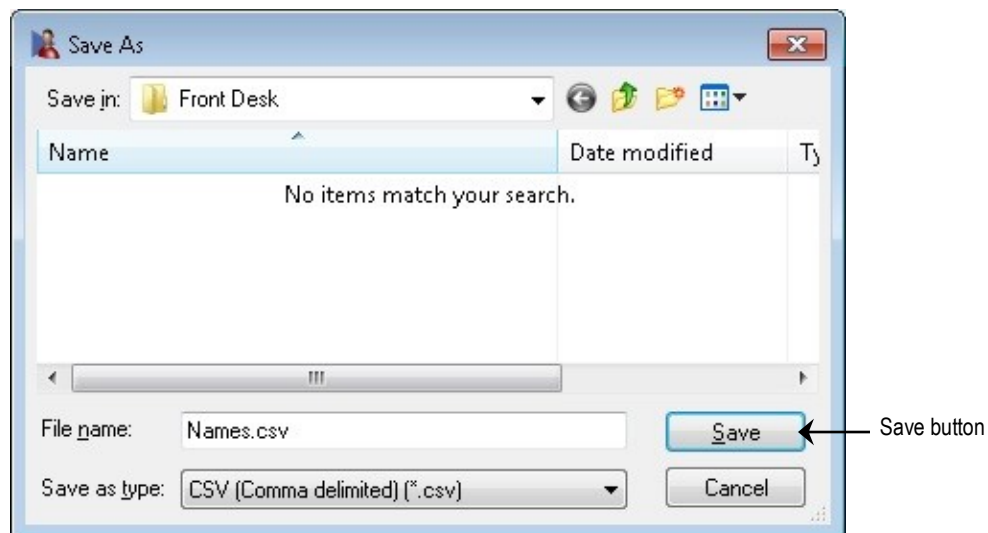 Save As
Save in: Front Desk
Name Date modified Ty
No items match your search.
File name: Names.csv Save Save button
Save as type: CSV (Comma delimited) (*.csv) Cancel